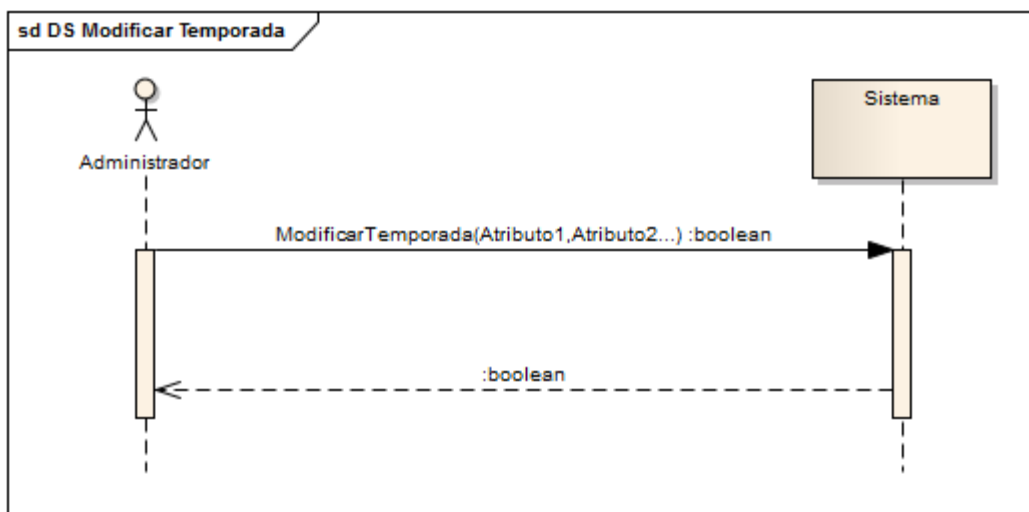 sd DS Modificar Temporada
Sistema
Administrador
ModificarTemporada(Atributo1,Atributo2...) :boolean
:boolean